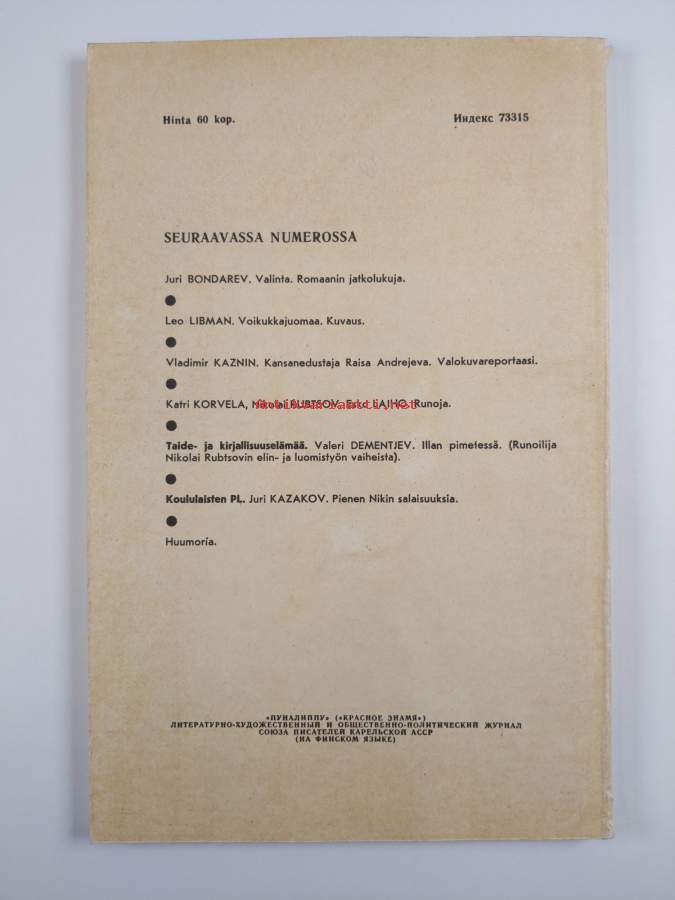 Hinta 60 kop. Индекс 73315
SEURAAVASSA NUMEROSSA
Juri BONDAREV. Valinta. Romaanin jatkolukuja.
Leo LIBMAN. Voikukkajuomaa. Kuvaus.
Vladimir KAZNIN. Kansanedustaja Raisa Andrejeva. Valokuvareportaasi.
Katri KORVELA, Nikolai RUBTSOV, LAIHO. Runoja.
Taide- ja kirjallisuuselämää. Valeri DEMENTJEV. Illan pimetessä. (Runoilija
Nikolai Rubtsovin elin- ja luomistyön vaiheista).
Koululaisten PL. Juri KAZAKOV. Pienen Nikin salaisuuksia.
Huumoria.
«ПУНАЛИППУ» («КРАСНОЕ ЗНАМЯ»)
ЛИТЕРАТУРНО-ХУДОЖЕСТВЕННЫЙ И ОБЩЕСТВЕННО-ПОЛИТИЧЕСКИЙ ЖУРНАЛ
СОЮЗА ПИСАТЕЛЕЙ КАРЕЛЬСКОЙ АССР
(НА ФИНСКОМ ЯЗЫКЕ)